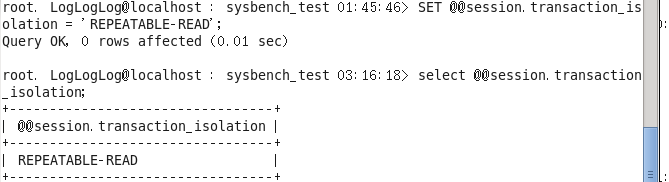 root. LogLogLog@localhost : sysbench_test 01:45:46> SET @@session.transaction_is
olation = 'REPEATABLE-READ';
Query OK, 0 rows affected (0.01 sec)
root. LogLogLog@localhost : sysbench_test 03:16:18> select @@session.transaction
_isolation;
+---------------------------------+
| @@session.transaction_isolation |
+---------------------------------+
| REPEATABLE-READ                 |
+---------------------------------+